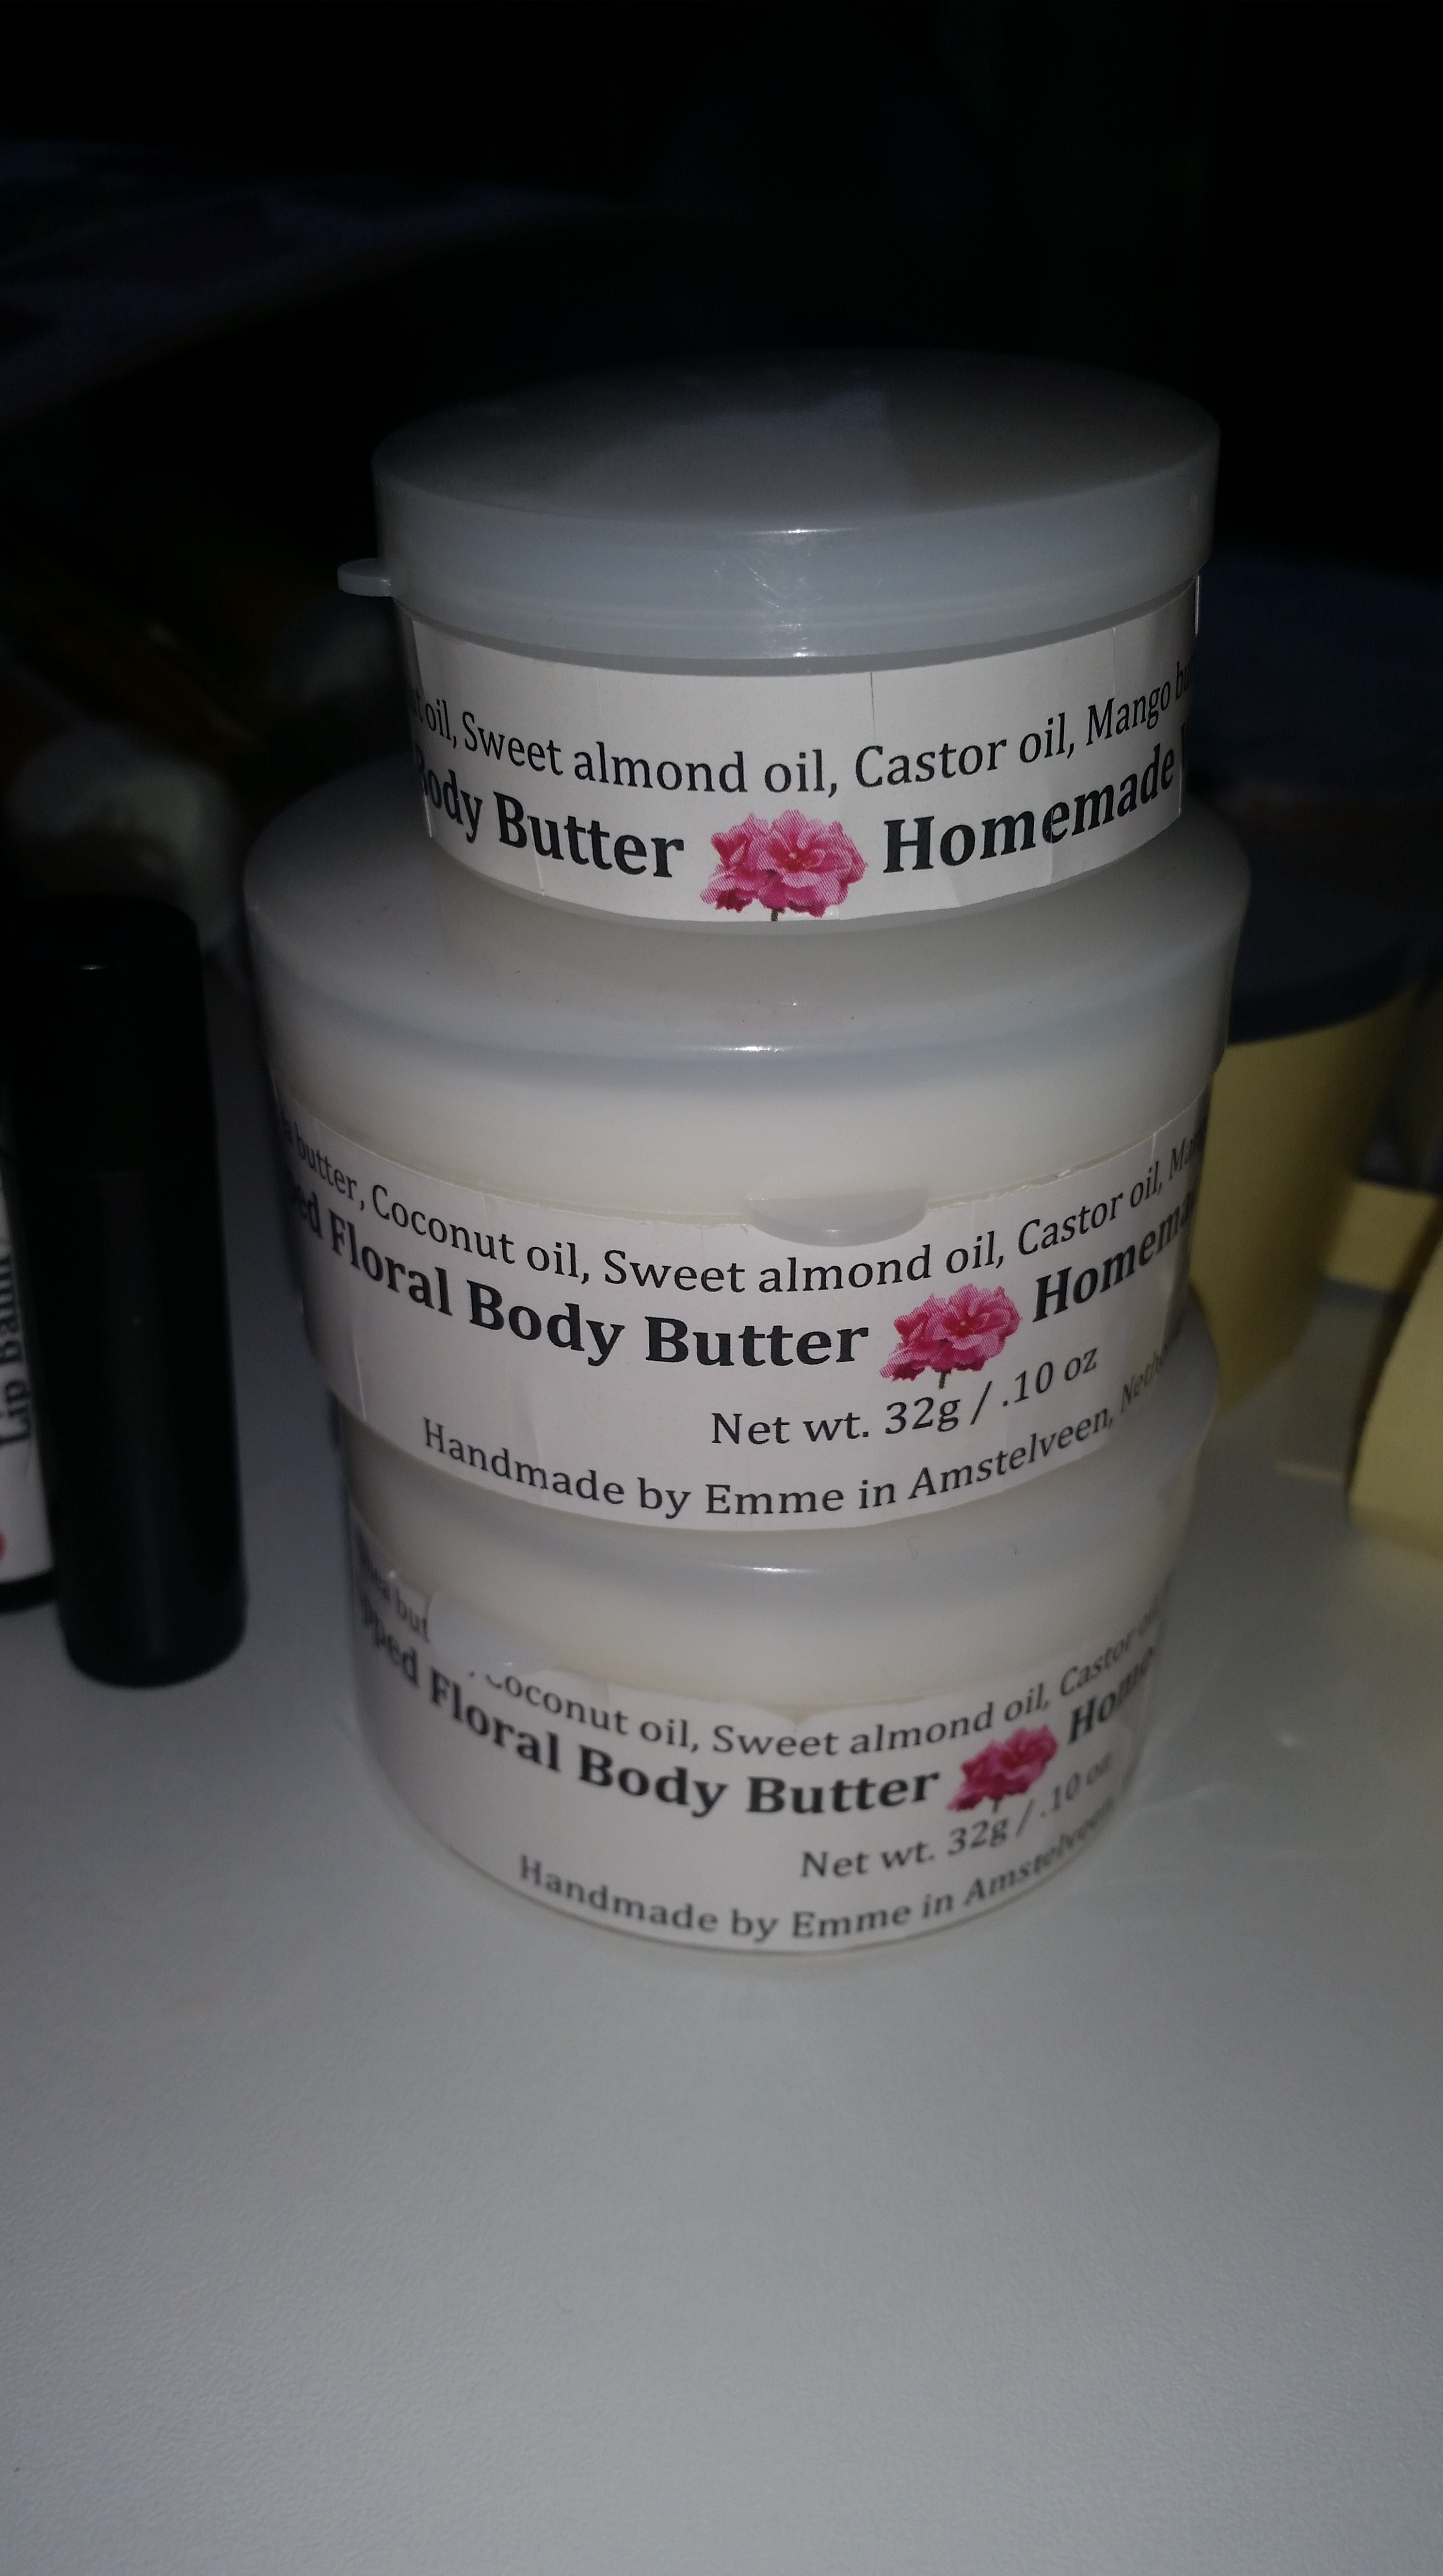 oil, Sweet almond oil, Castor oil, Mango
Body Butter Homemade
butter, Coconut oil, Sweet almond oil, Castor oil,
Floral Body Butter
Net wt. 32g / .10 oz
Handmade by Emme in Amstelveen,
Coconut oil, Sweet almond oil, Castor
Floral Body Butter
Net wt. 32g / .10 oz
Handmade by Emme in Amstelveen,
Lip Balm